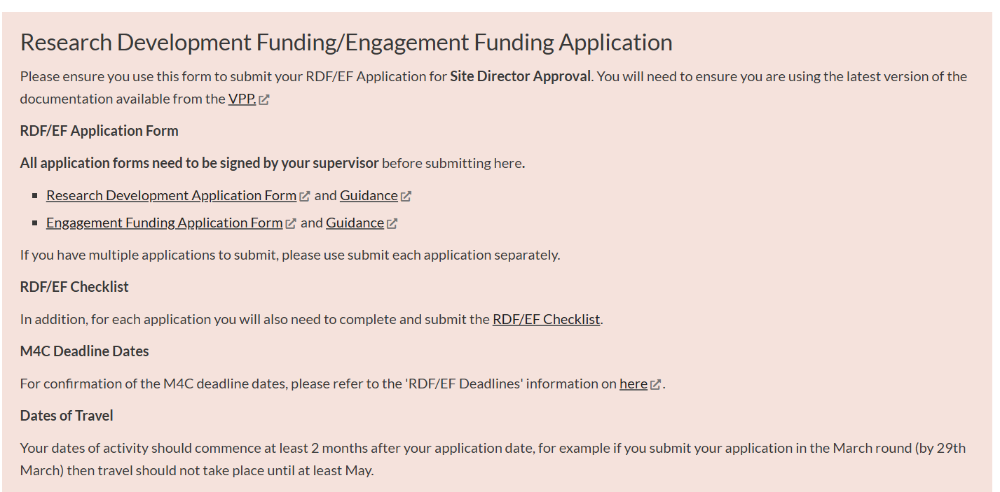 Research Development Funding/Engagement Funding Application
Please ensure you use this form to submit your RDF/EF Application for Site Director Approval. You will need to ensure you are using the latest version of the
documentation available from the VPP.
RDF/EF Application Form
All application forms need to be signed by your supervisor before submitting here.
▪ Research Development Application Form and Guidance
▪ Engagement Funding Application Form and Guidance
If you have multiple applications to submit, please use submit each application separately.
RDF/EF Checklist
In addition, for each application you will also need to complete and submit the RDF/EF Checklist.
M4C Deadline Dates
For confirmation of the M4C deadline dates, please refer to the 'RDF/EF Deadlines' information on here .
Dates of Travel
Your dates of activity should commence at least 2 months after your application date, for example if you submit your application in the March round (by 29th
March) then travel should not take place until at least May.